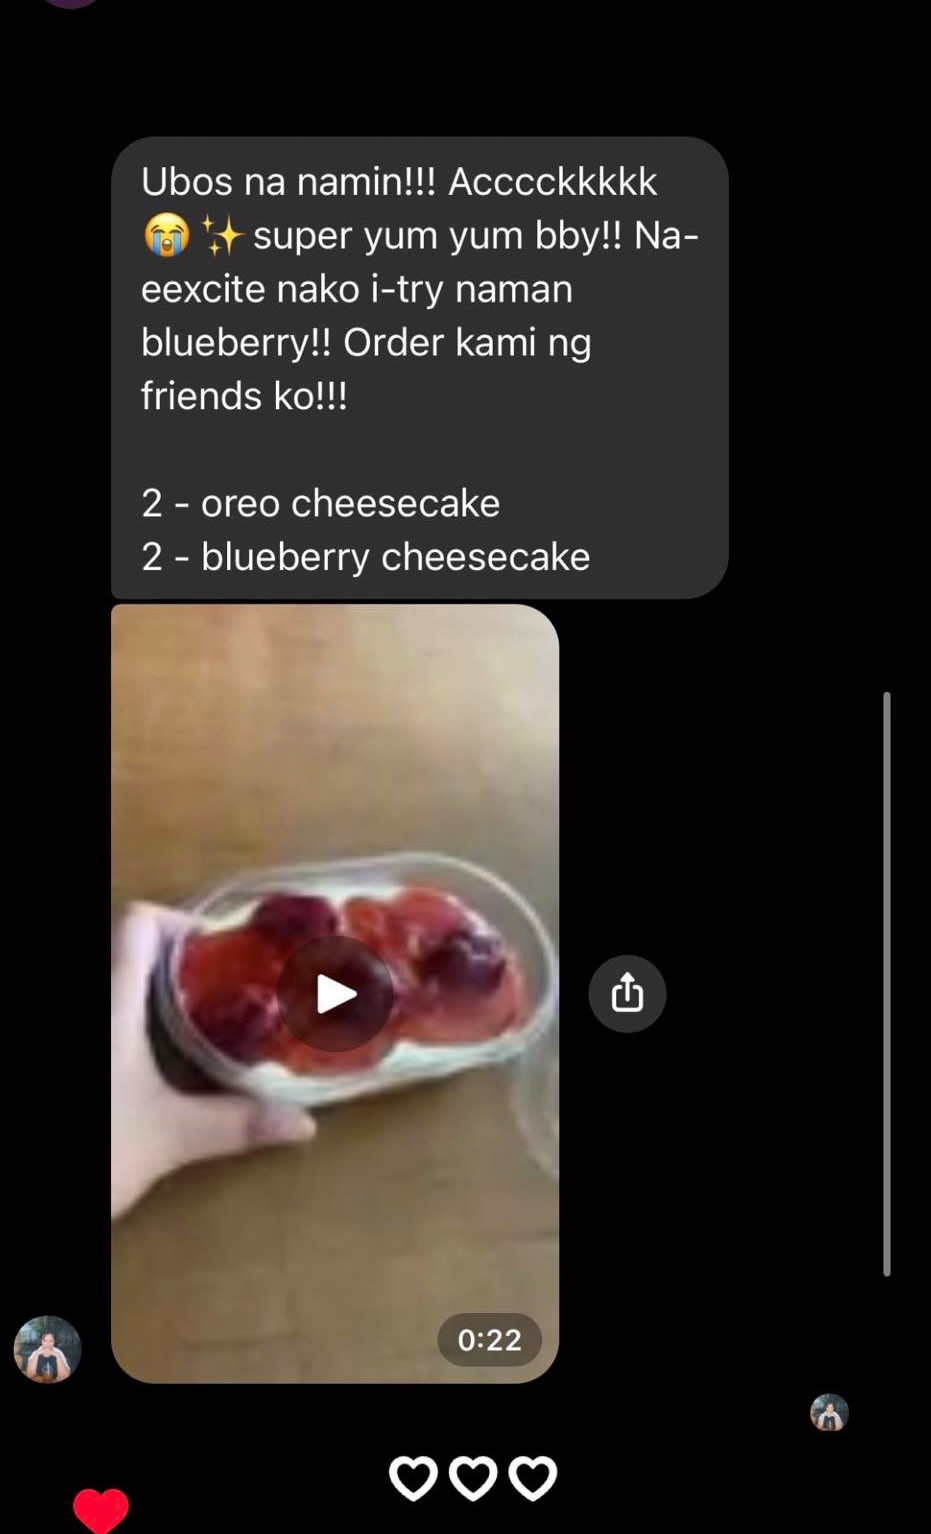 Ubos na namin!!! Acccckkkkk
😭✨ super yum yum bby!! Na-
eexcite nako i-try naman
blueberry!! Order kami ng
friends ko!!!
2 - oreo cheesecake
2 - blueberry cheesecake
0:22